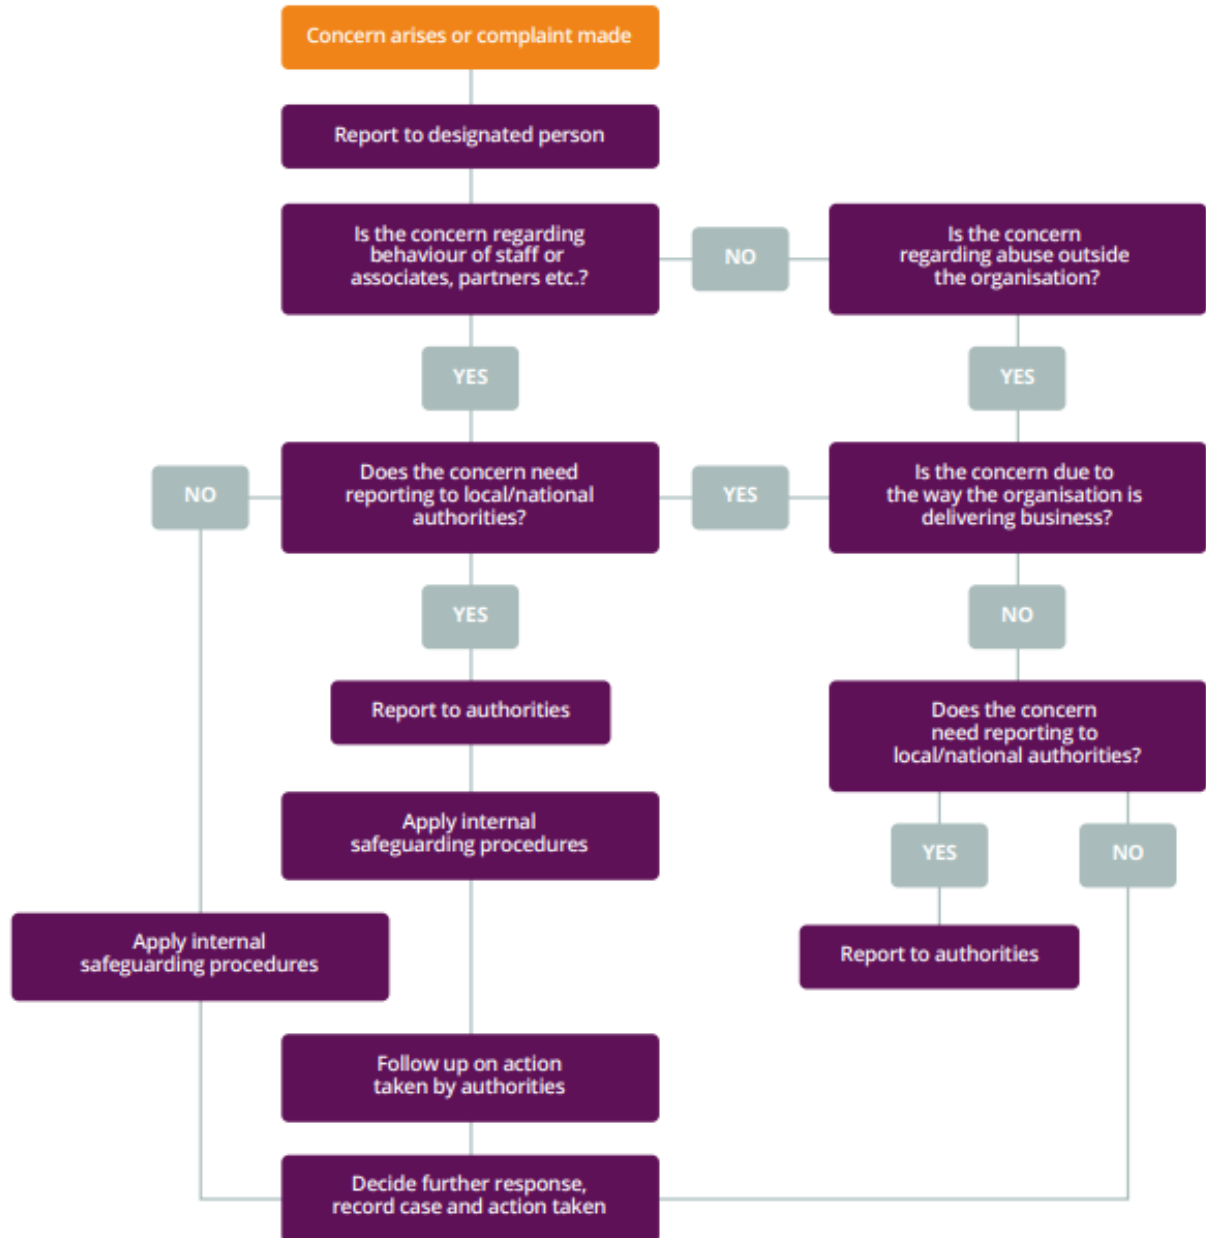 Concern arises or complaint made
Report to designated person
Is the concern regarding
behaviour of staff or
associates, partners etc.?
NO
Is the concern
regarding abuse outside
the organisation?
YES
YES
NO
Does the concern need
reporting to local/national
authorities?
YES
Is the concern due to
the way the organisation is
delivering business?
YES
NO
Report to authorities
Does the concern
need reporting to
local/national authorities?
Apply internal
safeguarding procedures
YES
NO
Apply internal
safeguarding procedures
Report to authorities
Follow up on action
taken by authorities
Decide further response,
record case and action taken